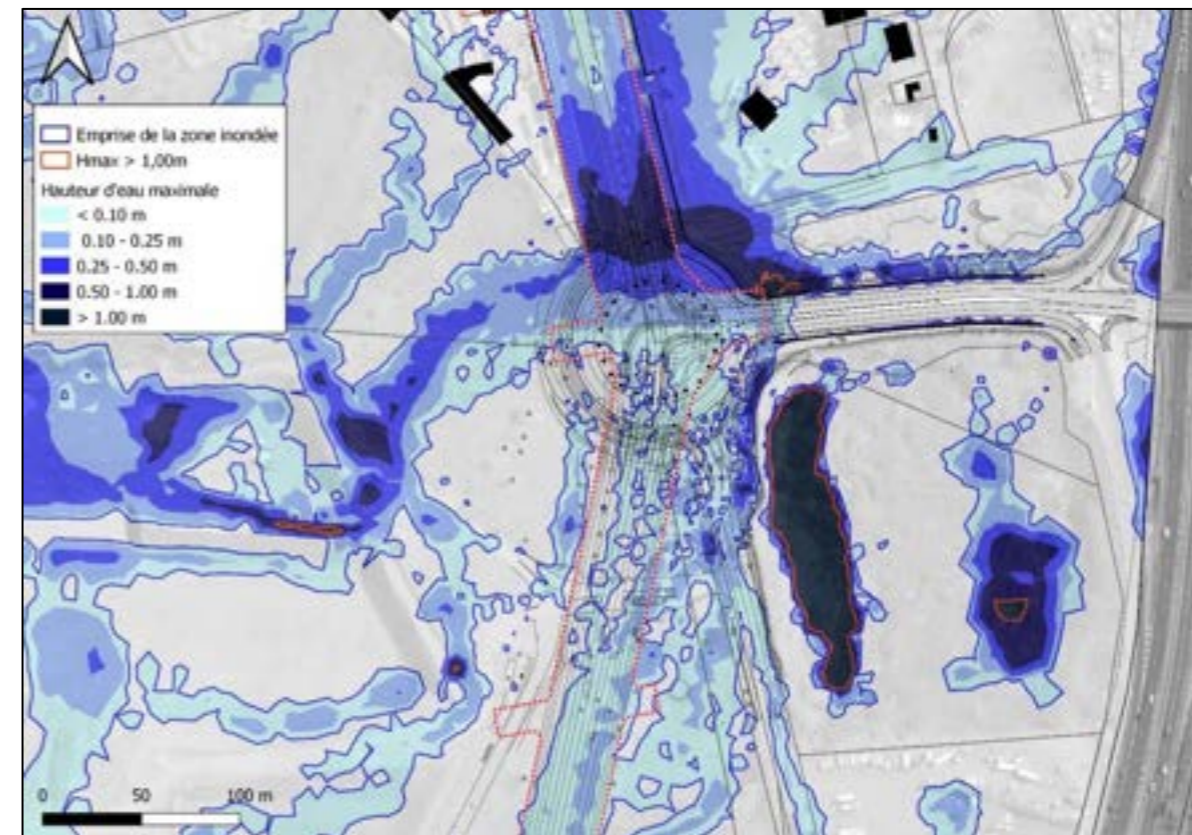 Emprise de la zone inondée
Hmax > 1,00m
Hauteur d'eau maximale
< 0.10 m
0.10 - 0.25 m
0.25 - 0.50 m
0.50 - 1.00 m
> 1.00 m
0 50 100 m